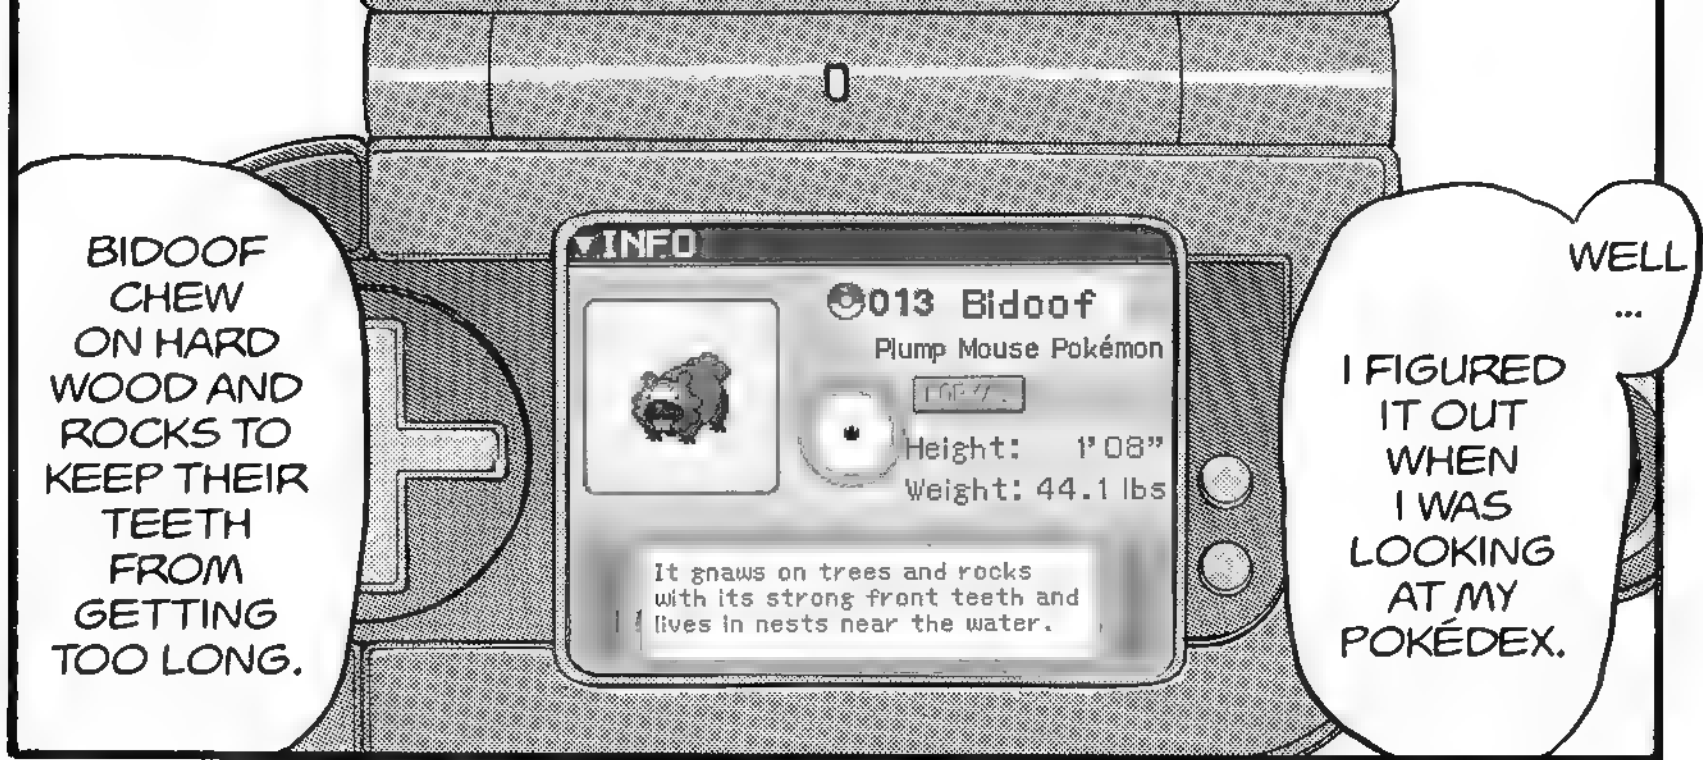 WELL
...
I FIGURED
IT OUT
WHEN
I WAS
LOOKING
AT MY
POKÉDEX.
▼INFO
013 Bidoof
Plump Mouse Pokémon
Height: 1'08"
Weight: 44.1 lbs
It gnaws on trees and rocks
with its strong front teeth and
lives in nests near the water.
BIDOOF
CHEW
ON HARD
WOOD AND
ROCKS TO
KEEP THEIR
TEETH
FROM
GETTING
TOO LONG.